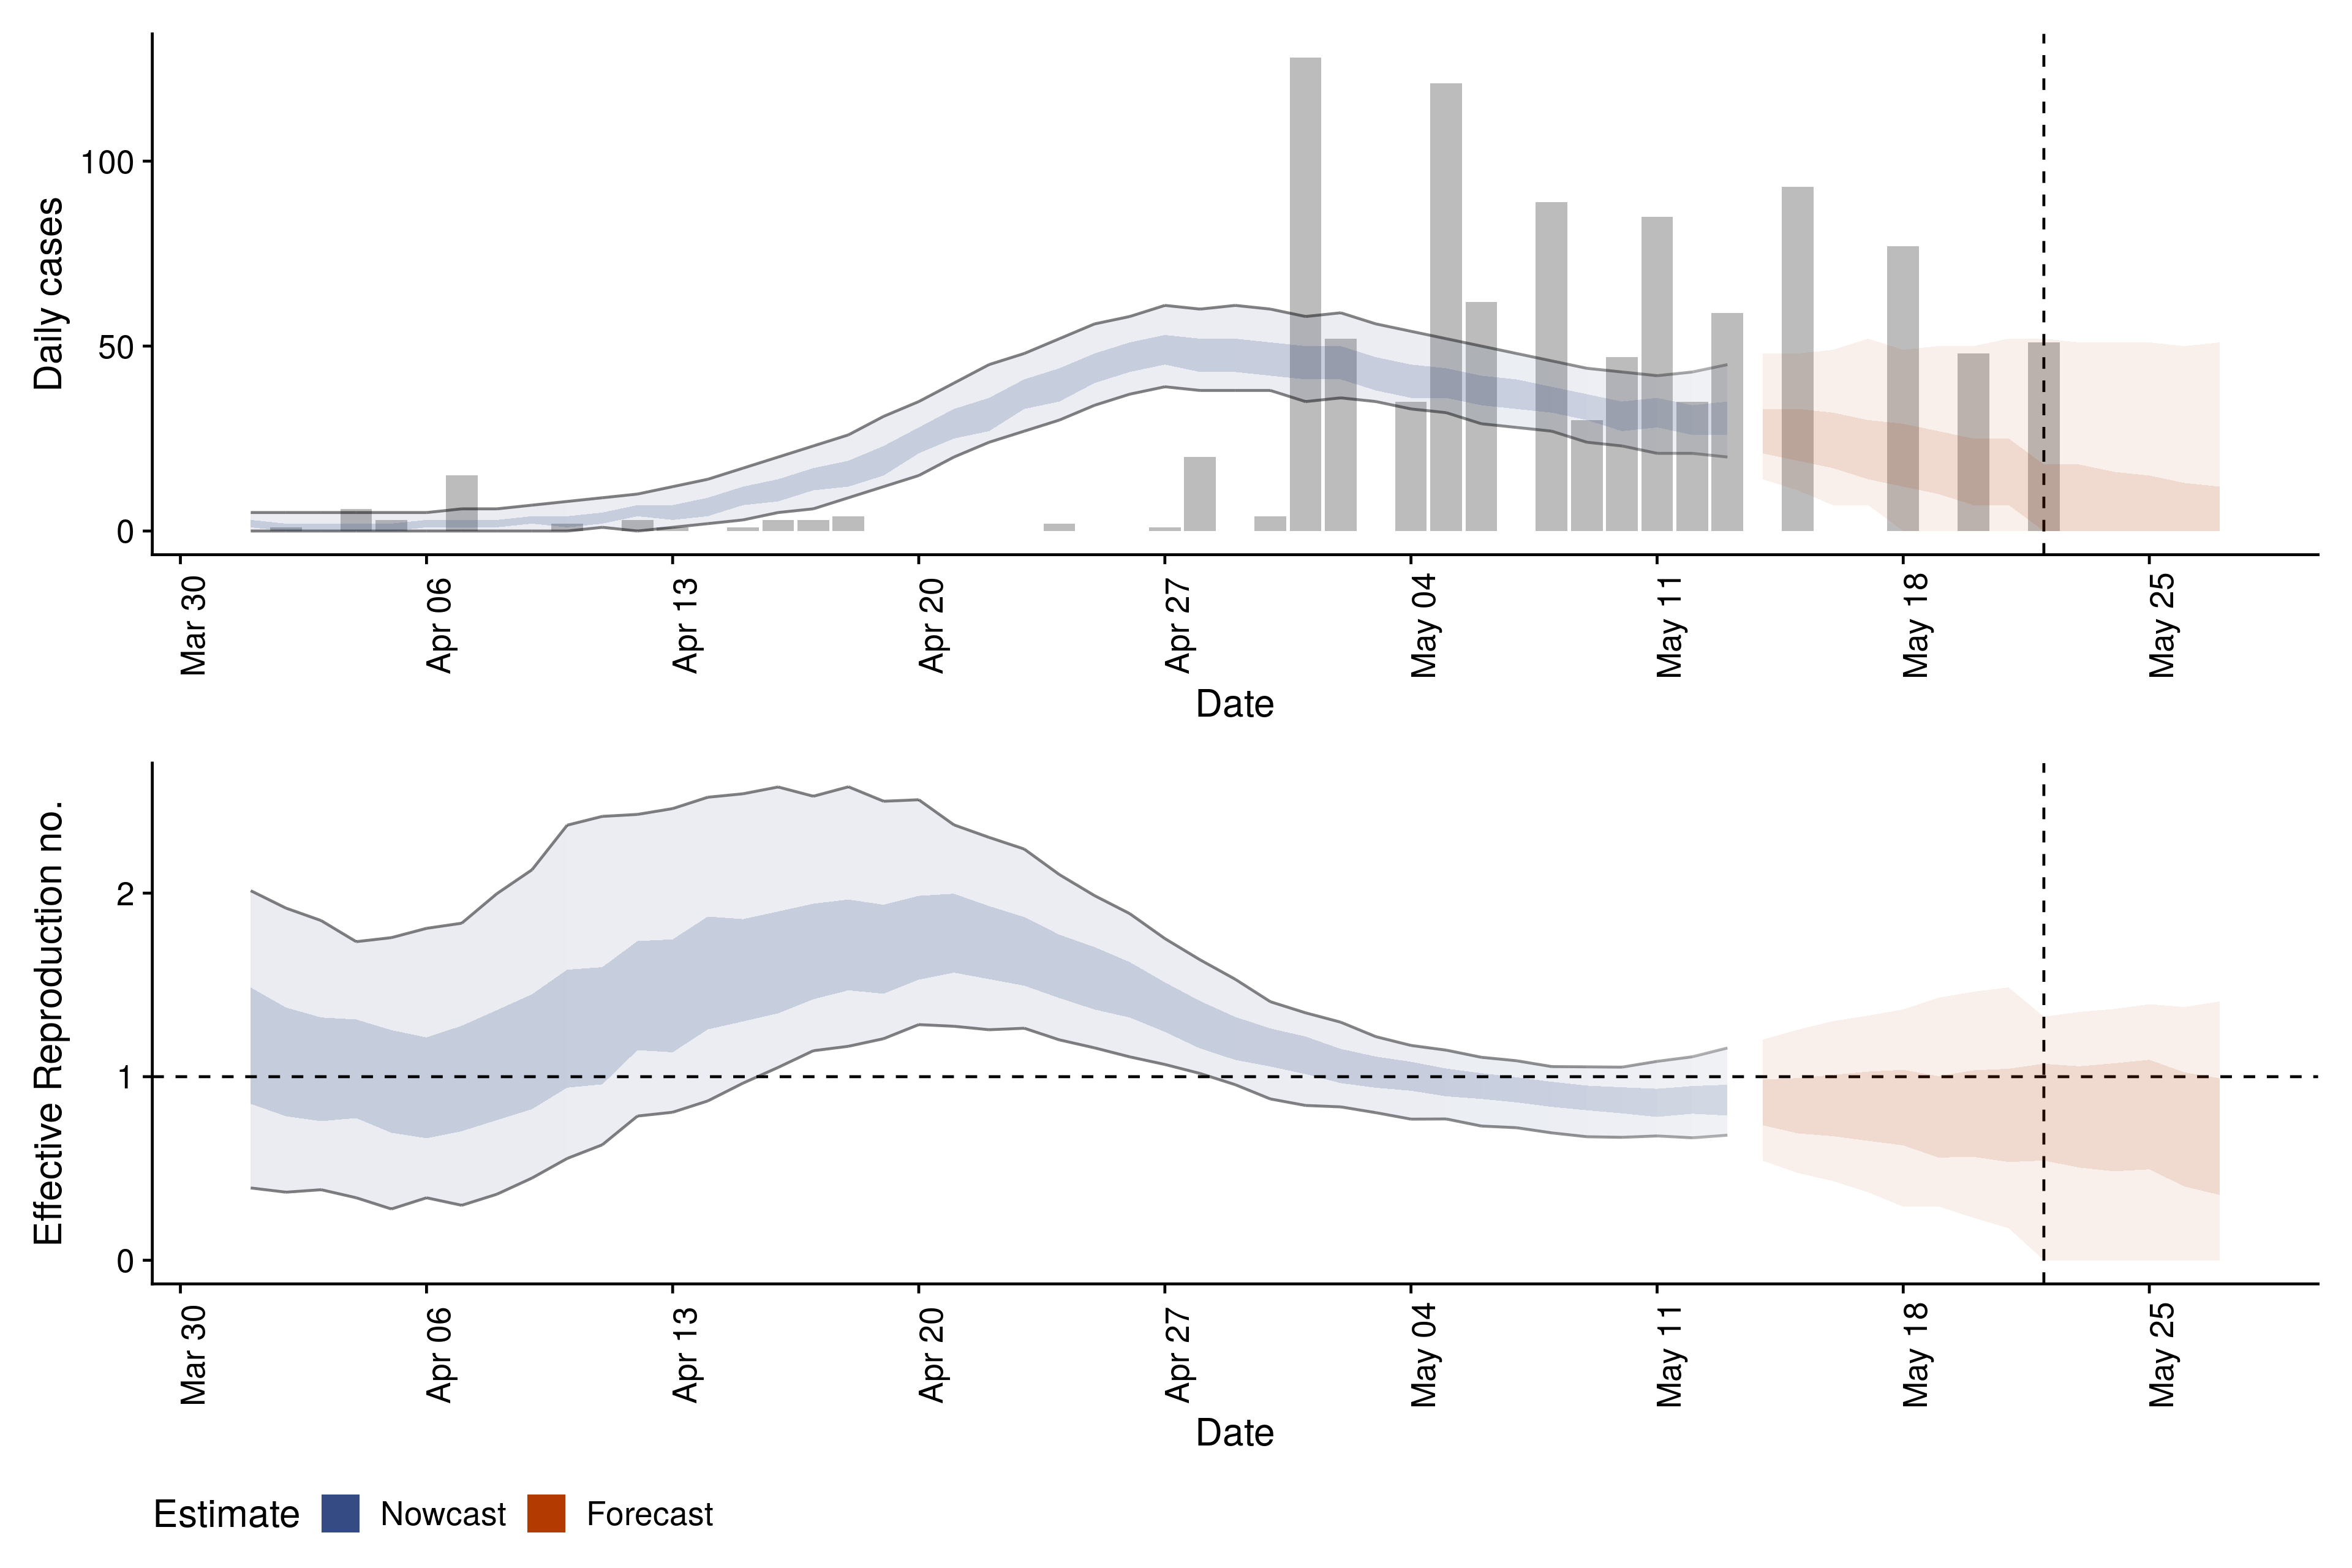 Daily cases
100
50
0
Mar 30
Apr 06
Apr 13
Apr 20
Apr 27
May 04
May 11
May 18
May 25
Date
Effective Reproduction no.
2
1
0
Mar 30
Apr 06
Apr 13
Apr 20
Apr 27
May 04
May 11
May 18
May 25
Date
Estimate Nowcast Forecast